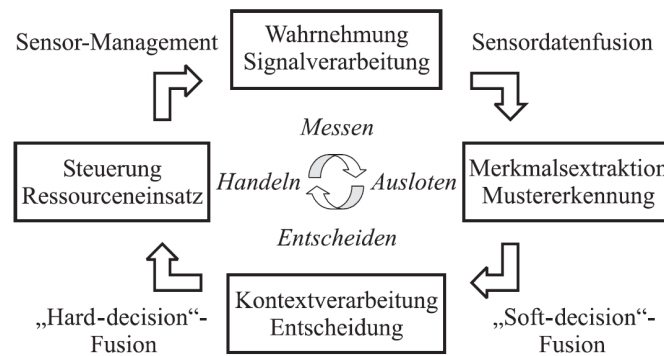 Sensor-Management
Wahrnehmung
Signalverarbeitung
Sensordatenfusion
Messen
Steuerung
Ressourceneinsatz
Handeln
Ausloten
Merkmalsextraktion
Mustererkennung
Entscheiden
„Hard-decision“-
Fusion
Kontextverarbeitung
Entscheidung
„Soft-decision“-
Fusion